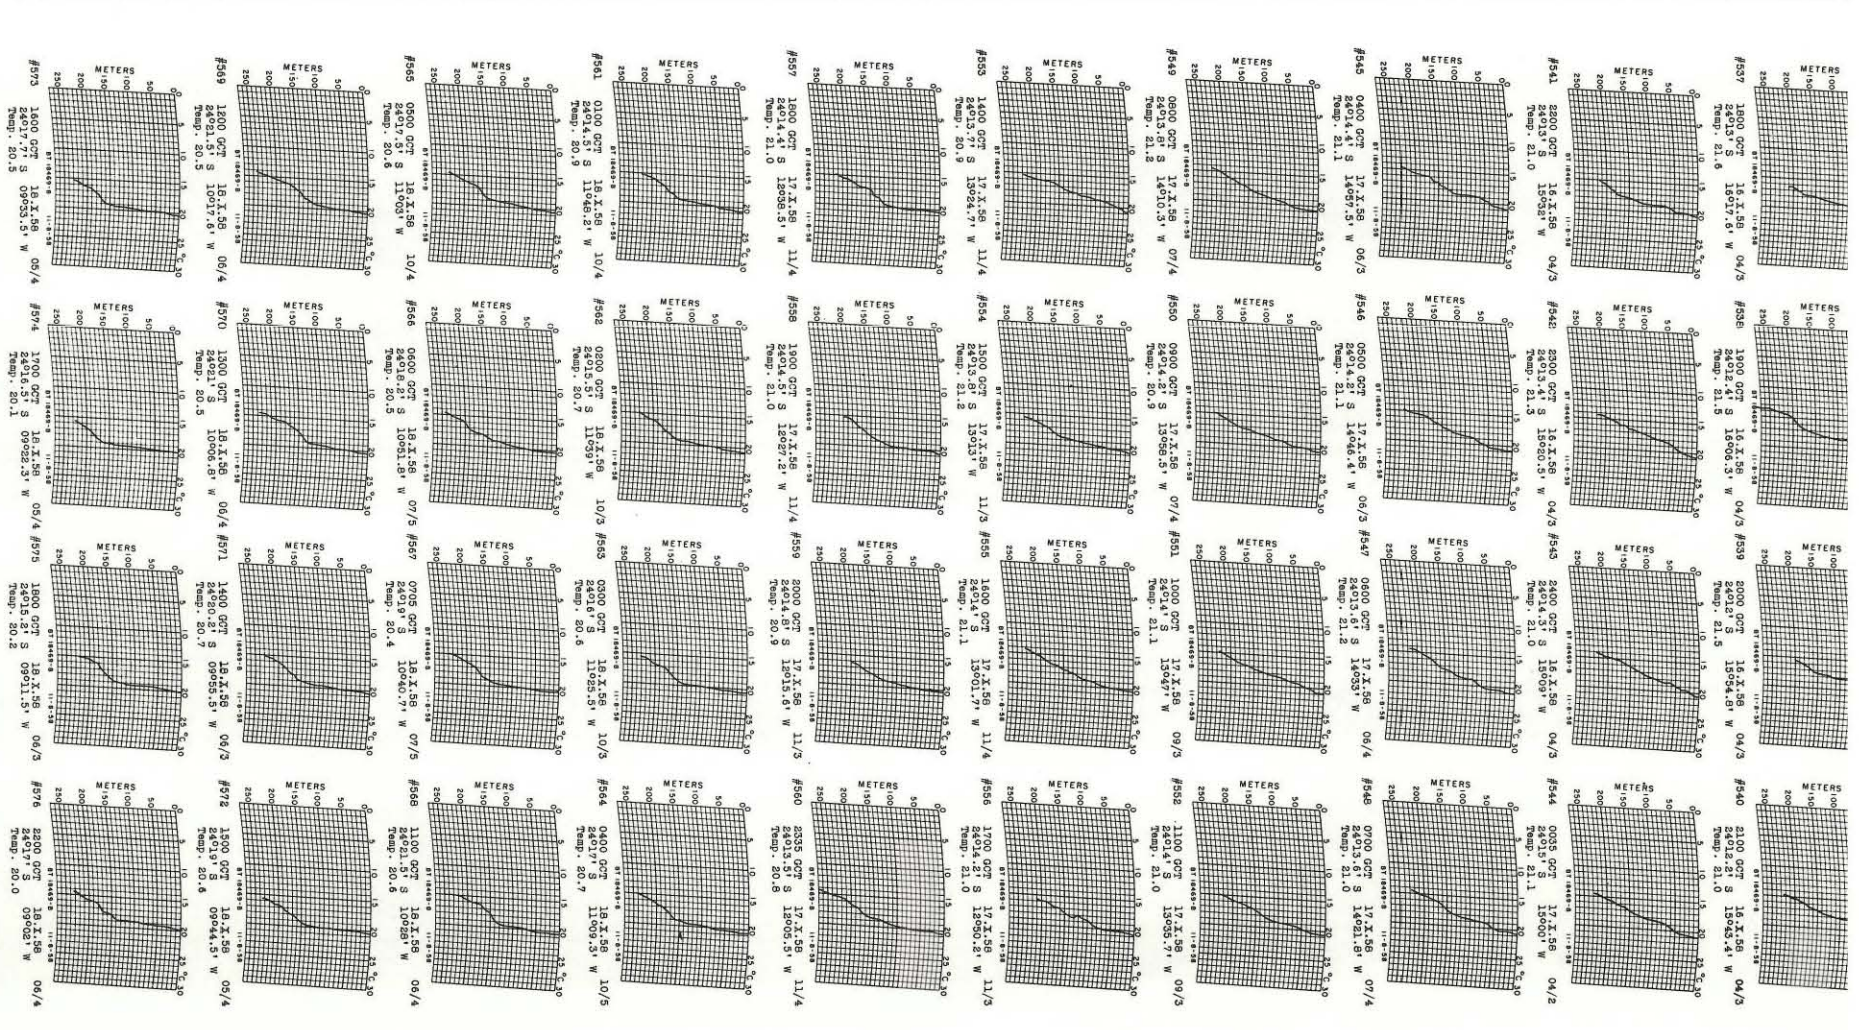 #537 1800 GCT 16.X.58 04/3
24°13' S 16°17.6' W
Temp. 21.6
#538 1900 GCT 16.X.58 04/3
24°12.4' S 16°06.3' W
Temp. 21.5
#539 2000 GCT 16.X.58 04/3
24°12' S 15°54.8' W
Temp. 21.5
#540 2100 GCT 16.X.58 04/3
24°12.2' S 15°43.4' W
Temp. 21.0
0 5 10 15 20 25 °C 30
50
100
150
200
250
METERS
BT 18469-B
#541 2200 GCT 16.X.58 04/3
24°13' S 15°32' W
Temp. 21.0
#542 2300 GCT 16.X.58 04/3
24°13.4' S 15°20.5' W
Temp. 21.3
#543 2400 GCT 16.X.58 04/3
24°14.3' S 15°09' W
Temp. 21.0
#544 0035 GCT 17.X.58 04/2
24°15' S 15°00' W
Temp. 21.1
#545 0400 GCT 17.X.58 06/3
24°14.4' S 14°57.5' W
Temp. 21.1
#546 0500 GCT 17.X.58 06/3
24°14.2' S 14°46.4' W
Temp. 21.1
#547 0600 GCT 17.X.58 06/4
24°13.6' S 14°33' W
Temp. 21.2
#548 0700 GCT 17.X.58 07/4
24°13.6' S 14°21.8' W
Temp. 21.0
#549 0800 GCT 17.X.58 07/4
24°13.8' S 14°10.3' W
Temp. 21.2
#550 0900 GCT 17.X.58 07/4
24°14.2' S 13°58.5' W
Temp. 20.9
#551 1000 GCT 17.X.58 09/3
24°14' S 13°47' W
Temp. 21.1
#552 1100 GCT 17.X.58 09/3
24°14' S 13°35.7' W
Temp. 21.0
#553 1400 GCT 17.X.58 11/4
24°13.7' S 13°24.7' W
Temp. 20.9
#554 1500 GCT 17.X.58 11/3
24°13.8' S 13°13' W
Temp. 21.2
#555 1600 GCT 17.X.58 11/4
24°14' S 13°01.7' W
Temp. 21.1
#556 1700 GCT 17.X.58 11/3
24°14.2' S 12°50.2' W
Temp. 21.0
#557 1800 GCT 17.X.58 11/4
24°14.4' S 12°38.5' W
Temp. 21.0
#558 1900 GCT 17.X.58 11/4
24°14.5' S 12°27.2' W
Temp. 21.0
#559 2000 GCT 17.X.58 11/3
24°14.8' S 12°15.6' W
Temp. 20.9
#560 2335 GCT 17.X.58 11/4
24°13.5' S 12°05.5' W
Temp. 20.8
#561 0100 GCT 18.X.58 10/4
24°14.5' S 11°48.2' W
Temp. 20.9
#562 0200 GCT 18.X.58 10/3
24°15.5' S 11°39' W
Temp. 20.7
#563 0300 GCT 18.X.58 10/3
24°16' S 11°25.5' W
Temp. 20.6
#564 0400 GCT 18.X.58 10/5
24°17' S 11°09.3' W
Temp. 20.7
#565 0500 GCT 18.X.58 10/4
24°17.5' S 11°03' W
Temp. 20.6
#566 0600 GCT 18.X.58 07/5
24°18.2' S 10°51.8' W
Temp. 20.5
#567 0705 GCT 18.X.58 07/5
24°19' S 10°40.7' W
Temp. 20.4
#568 1100 GCT 18.X.58 06/4
24°21.5' S 10°28' W
Temp. 20.6
#569 1200 GCT 18.X.58 06/4
24°21.5' S 10°17.6' W
Temp. 20.5
#570 1300 GCT 18.X.58 06/4
24°21' S 10°06.8' W
Temp. 20.5
#571 1400 GCT 18.X.58 06/3
24°20.2' S 09°55.5' W
Temp. 20.7
#572 1500 GCT 18.X.58 05/4
24°19' S 09°44.5' W
Temp. 20.6
#573 1600 GCT 18.X.58 05/4
24°17.7' S 09°33.5' W
Temp. 20.5
#574 1700 GCT 18.X.58 05/4
24°16.5' S 09°22.3' W
Temp. 20.1
#575 1800 GCT 18.X.58 06/3
24°15.2' S 09°11.5' W
Temp. 20.2
#576 2200 GCT 18.X.58 06/4
24°17' S 09°02' W
Temp. 20.0